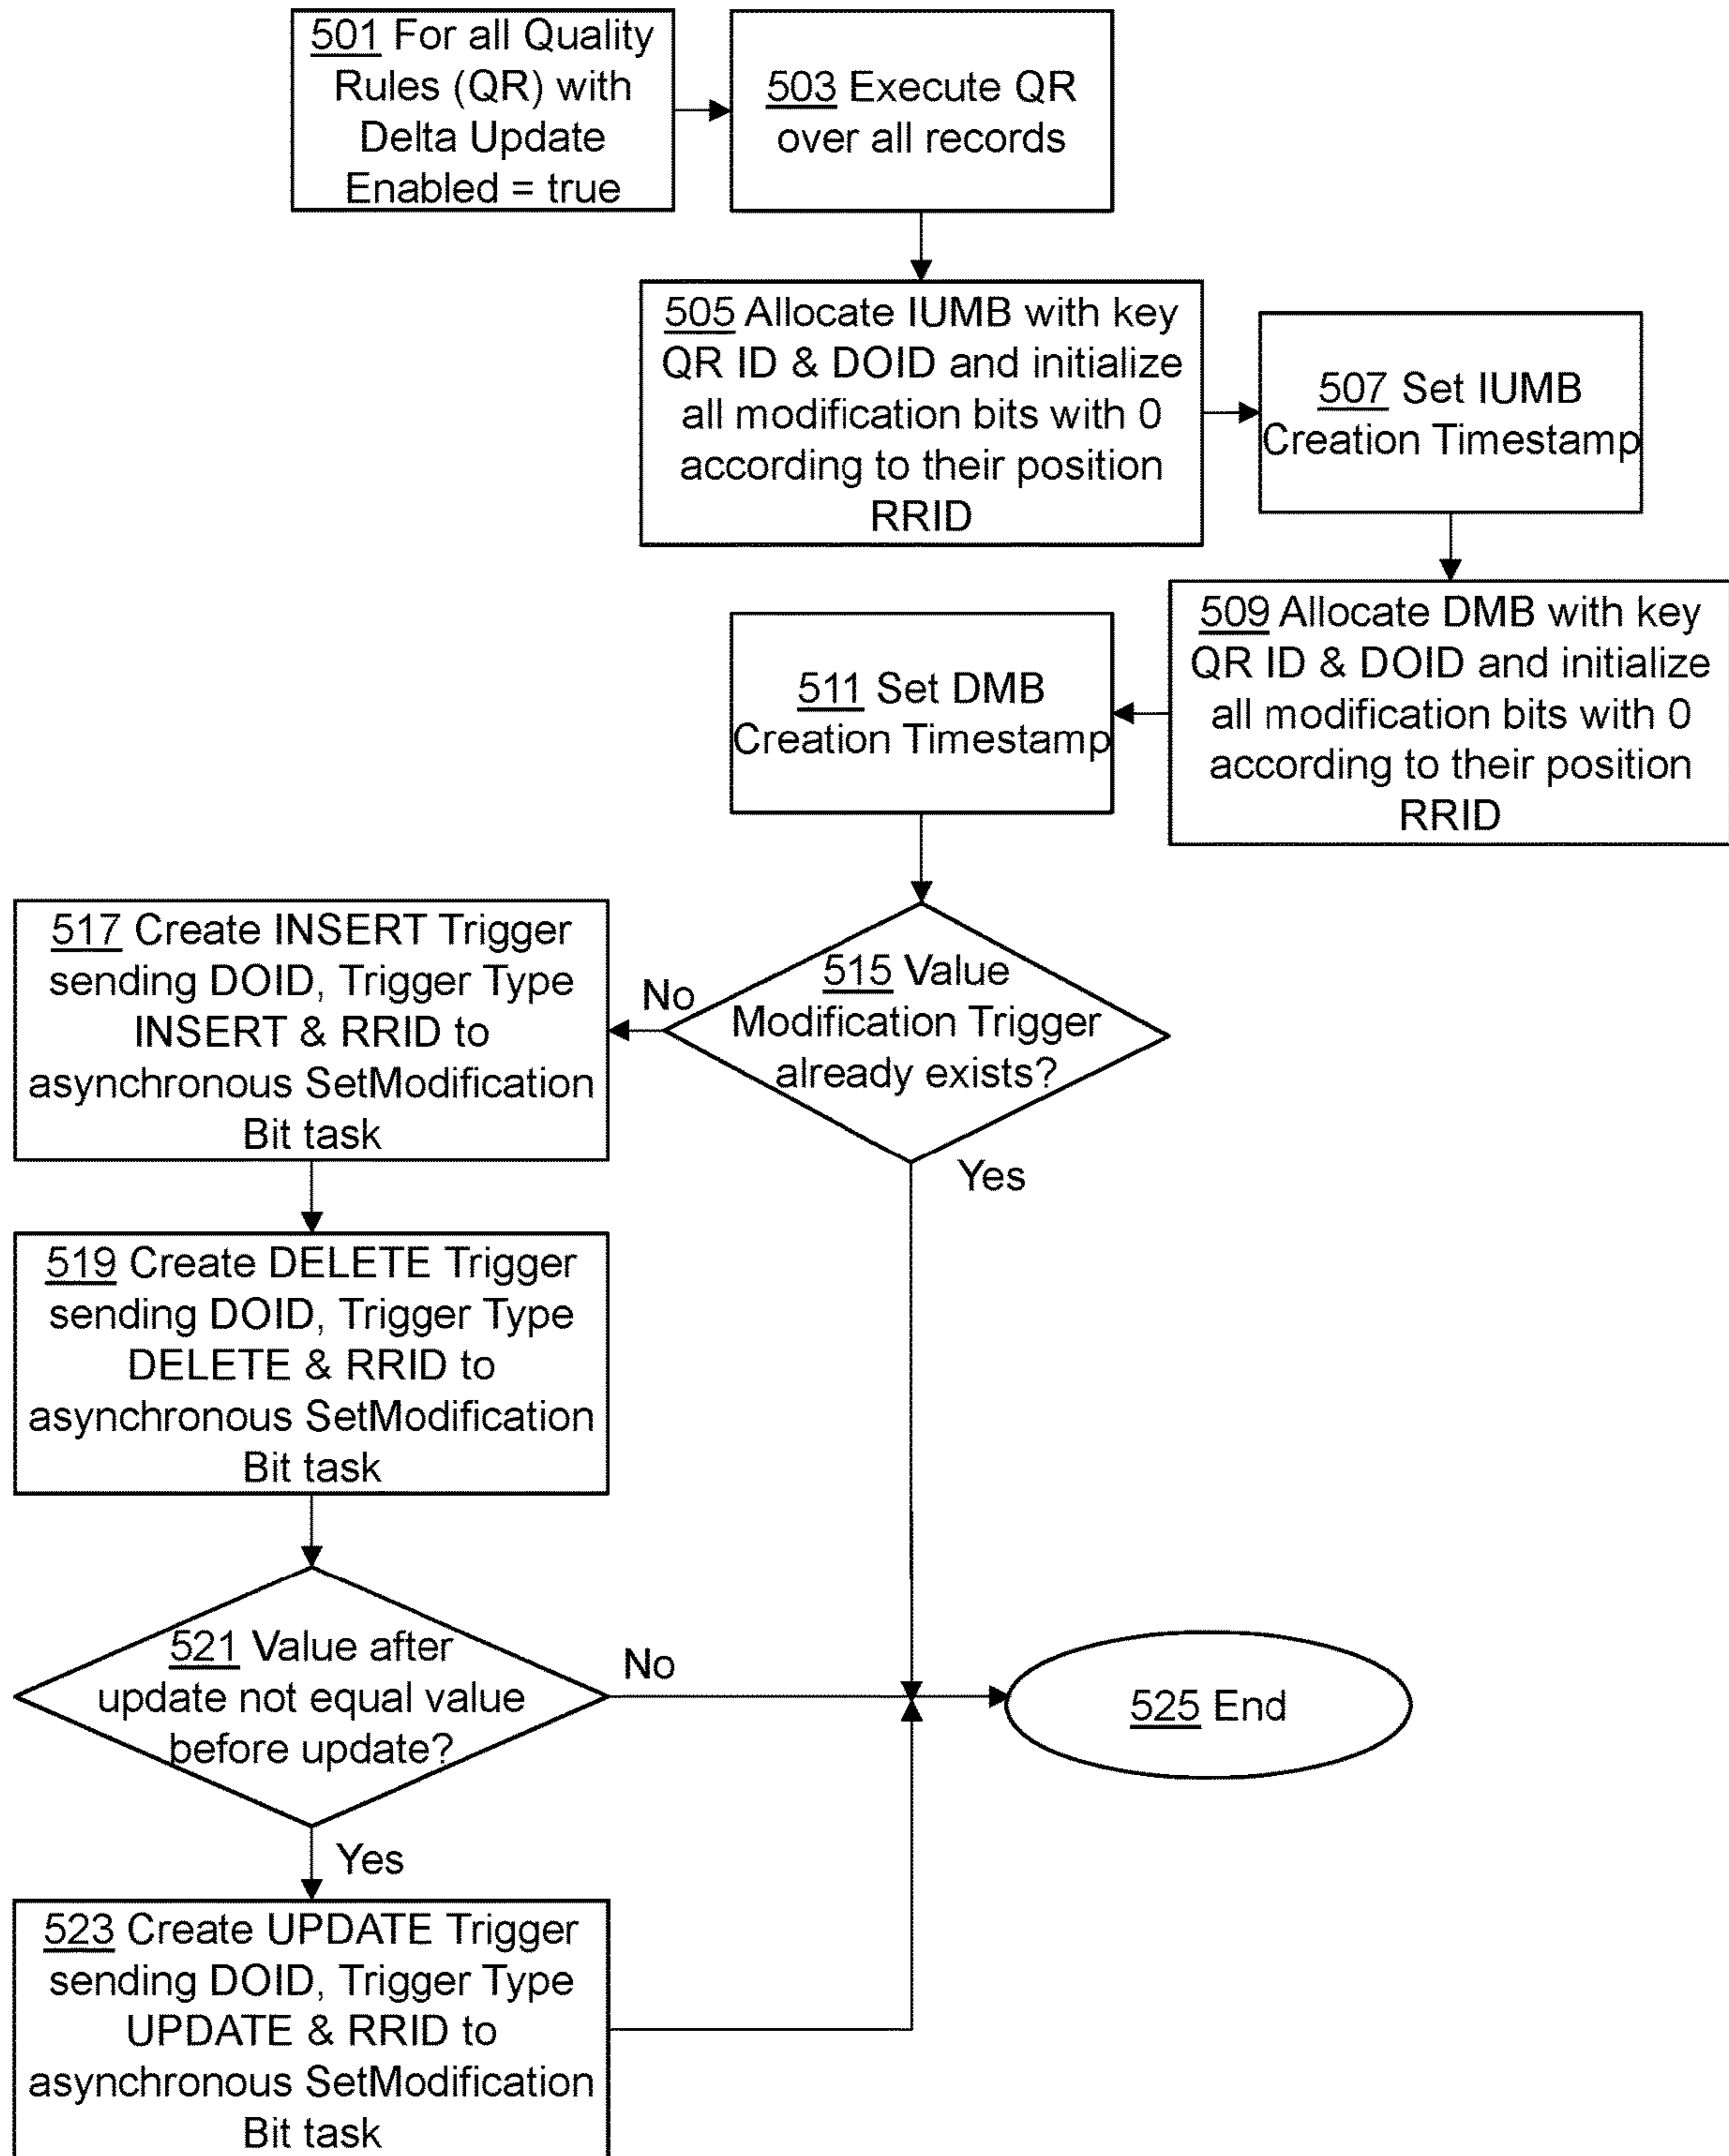 501 For all Quality
Rules (QR) with
Delta Update
Enabled = true
503 Execute QR
over all records
505 Allocate IUMB with key
QR ID & DOID and initialize
all modification bits with 0
according to their position
RRID
507 Set IUMB
Creation Timestamp
509 Allocate DMB with key
QR ID & DOID and initialize
all modification bits with 0
according to their position
RRID
511 Set DMB
Creation Timestamp
515 Value
Modification Trigger
already exists?
No
Yes
517 Create INSERT Trigger
sending DOID, Trigger Type
INSERT & RRID to
asynchronous SetModification
Bit task
519 Create DELETE Trigger
sending DOID, Trigger Type
DELETE & RRID to
asynchronous SetModification
Bit task
521 Value after
update not equal value
before update?
No
Yes
523 Create UPDATE Trigger
sending DOID, Trigger Type
UPDATE & RRID to
asynchronous SetModification
Bit task
525 End